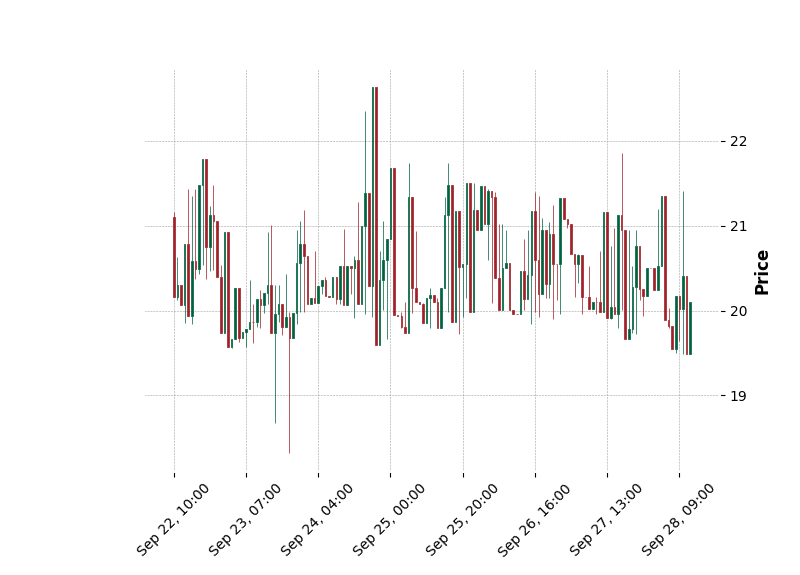 22
21
20
19
Price
Sep 22, 10:00
Sep 23, 07:00
Sep 24, 04:00
Sep 25, 00:00
Sep 25, 20:00
Sep 26, 16:00
Sep 27, 13:00
Sep 28, 09:00